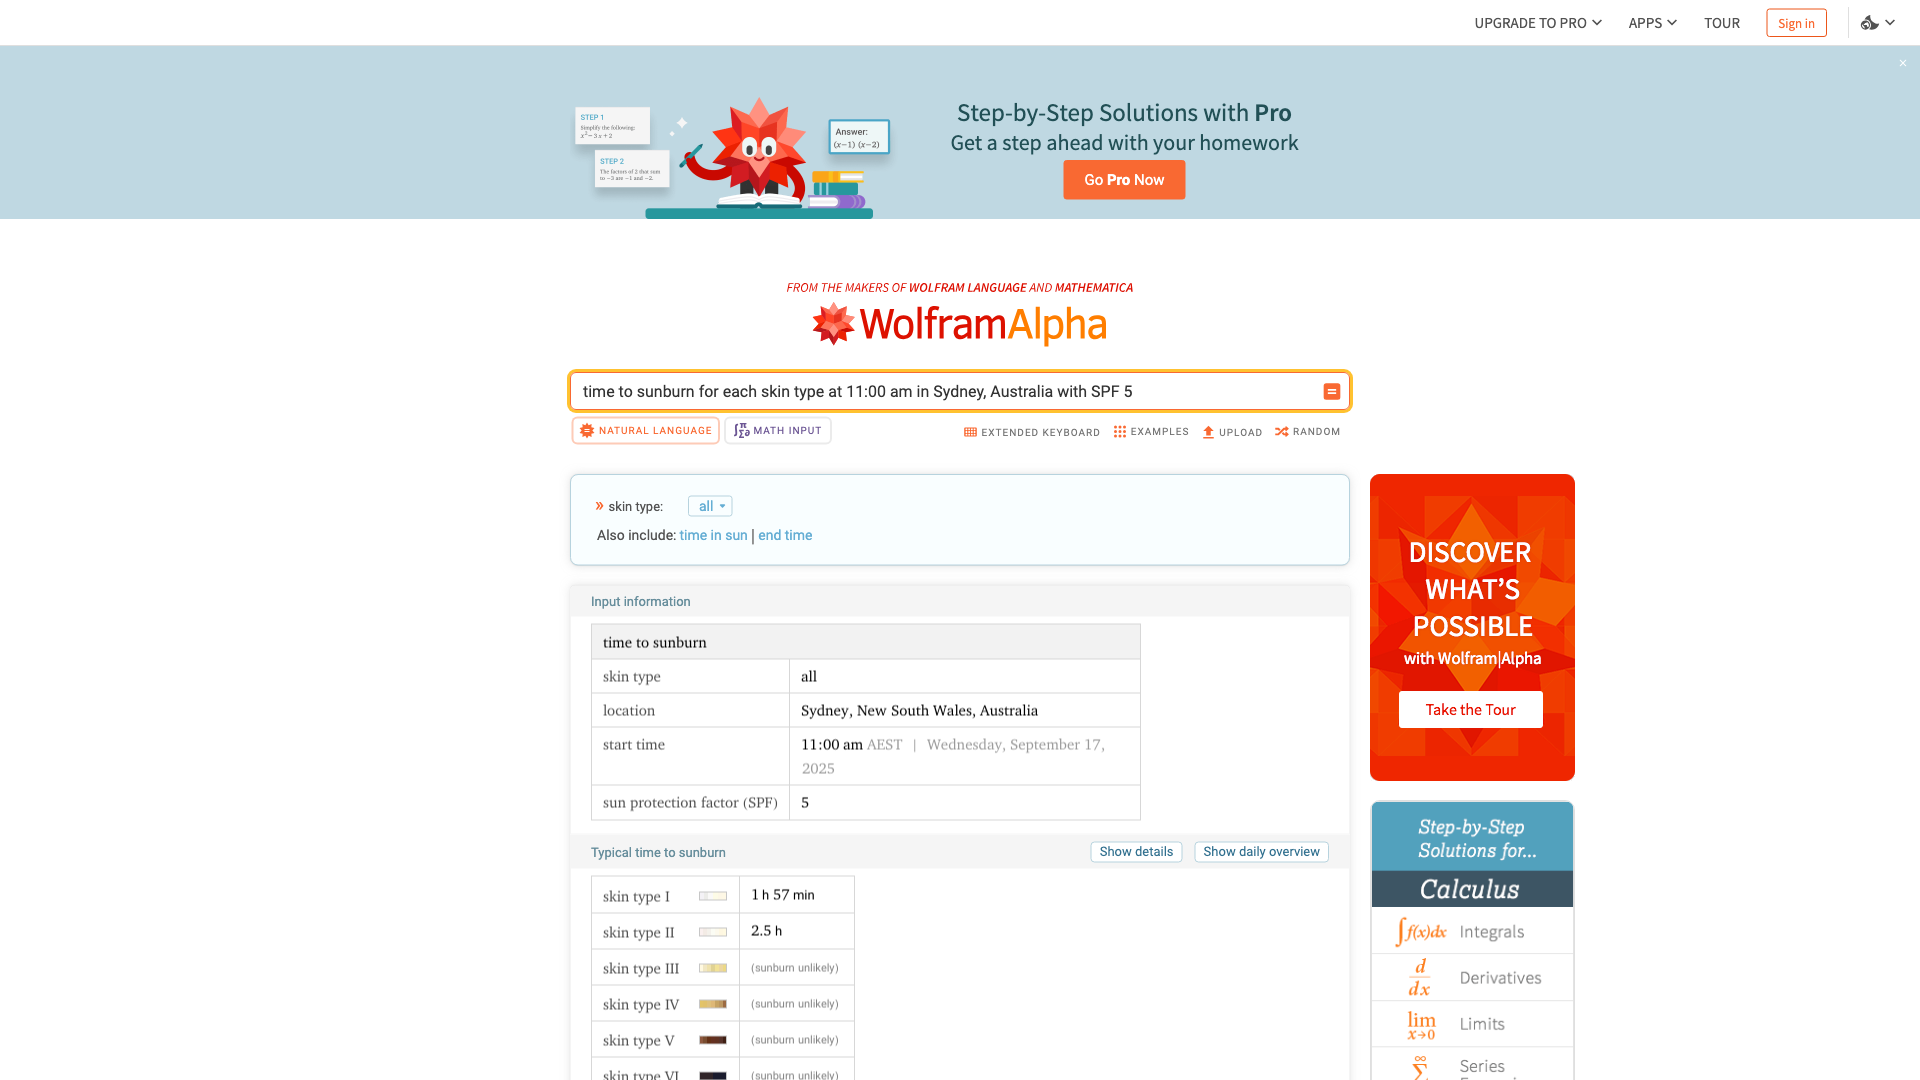 UPGRADE TO PRO
APPS
TOUR
Sign in
STEP 1
Simplify the following:
x² − 3 x + 2
STEP 2
The factors of 2 that sum
to −3 are −1 and −2.
Answer:
(x−1) (x−2)
Step-by-Step Solutions with Pro
Get a step ahead with your homework
Go Pro Now
×
FROM THE MAKERS OF WOLFRAM LANGUAGE AND MATHEMATICA
WolframAlpha
time to sunburn for each skin type at 11:00 am in Sydney, Australia with SPF 5
NATURAL LANGUAGE
MATH INPUT
EXTENDED KEYBOARD
EXAMPLES
UPLOAD
RANDOM
» skin type: all
Also include: time in sun | end time
Input information
time to sunburn
skin type all
location Sydney, New South Wales, Australia
start time 11:00 am AEST | Wednesday, September 17,
2025
sun protection factor (SPF) 5
Typical time to sunburn
Show details
Show daily overview
skin type I 1 h 57 min
skin type II 2.5 h
skin type III (sunburn unlikely)
skin type IV (sunburn unlikely)
skin type V (sunburn unlikely)
skin type VI (sunburn unlikely)
DISCOVER
WHAT'S
POSSIBLE
with Wolfram|Alpha
Take the Tour
Step-by-Step
Solutions for...
Calculus
∫f(x)dx Integrals
d/dx Derivatives
lim x→0 Limits
∞ Σ Series